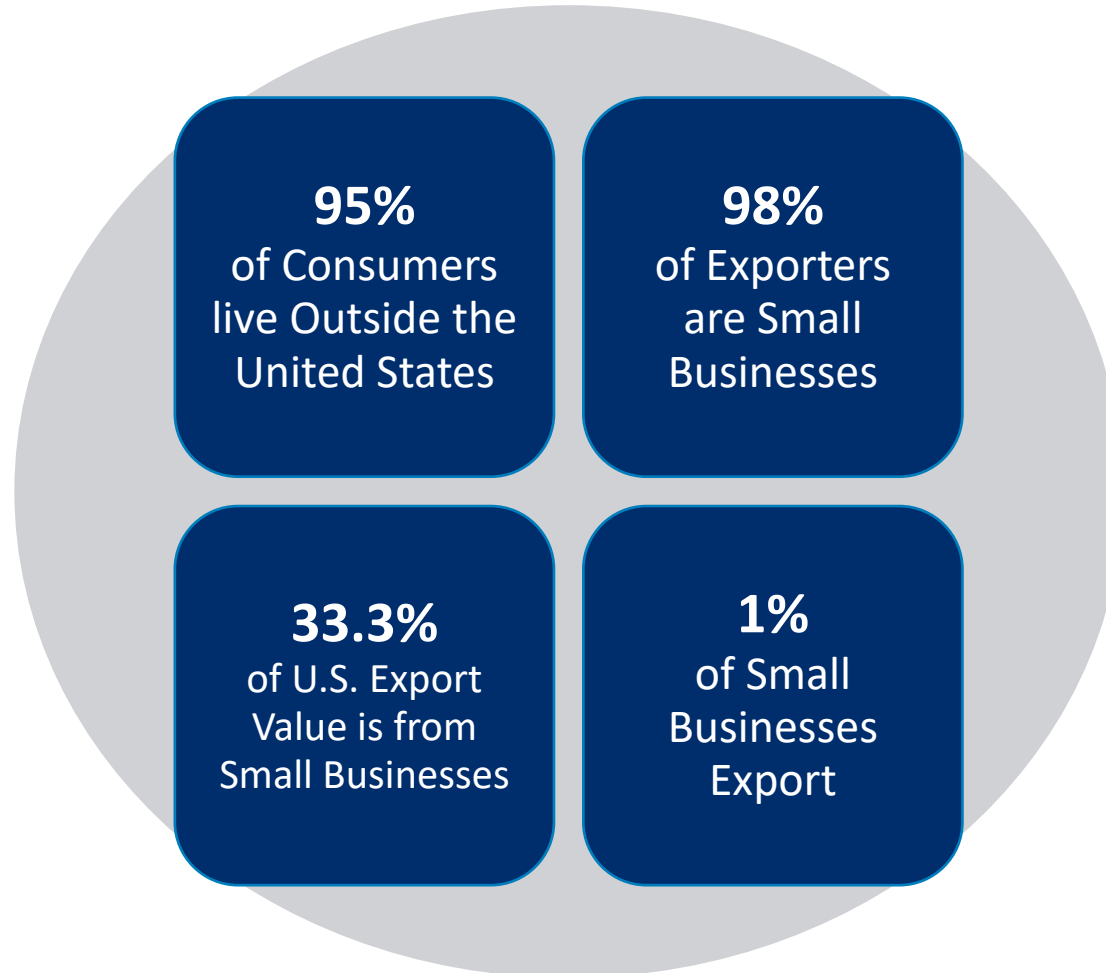 95%
of Consumers
live Outside the
United States
98%
of Exporters
are Small
Businesses
33.3%
of U.S. Export
Value is from
Small Businesses
1%
of Small
Businesses
Export